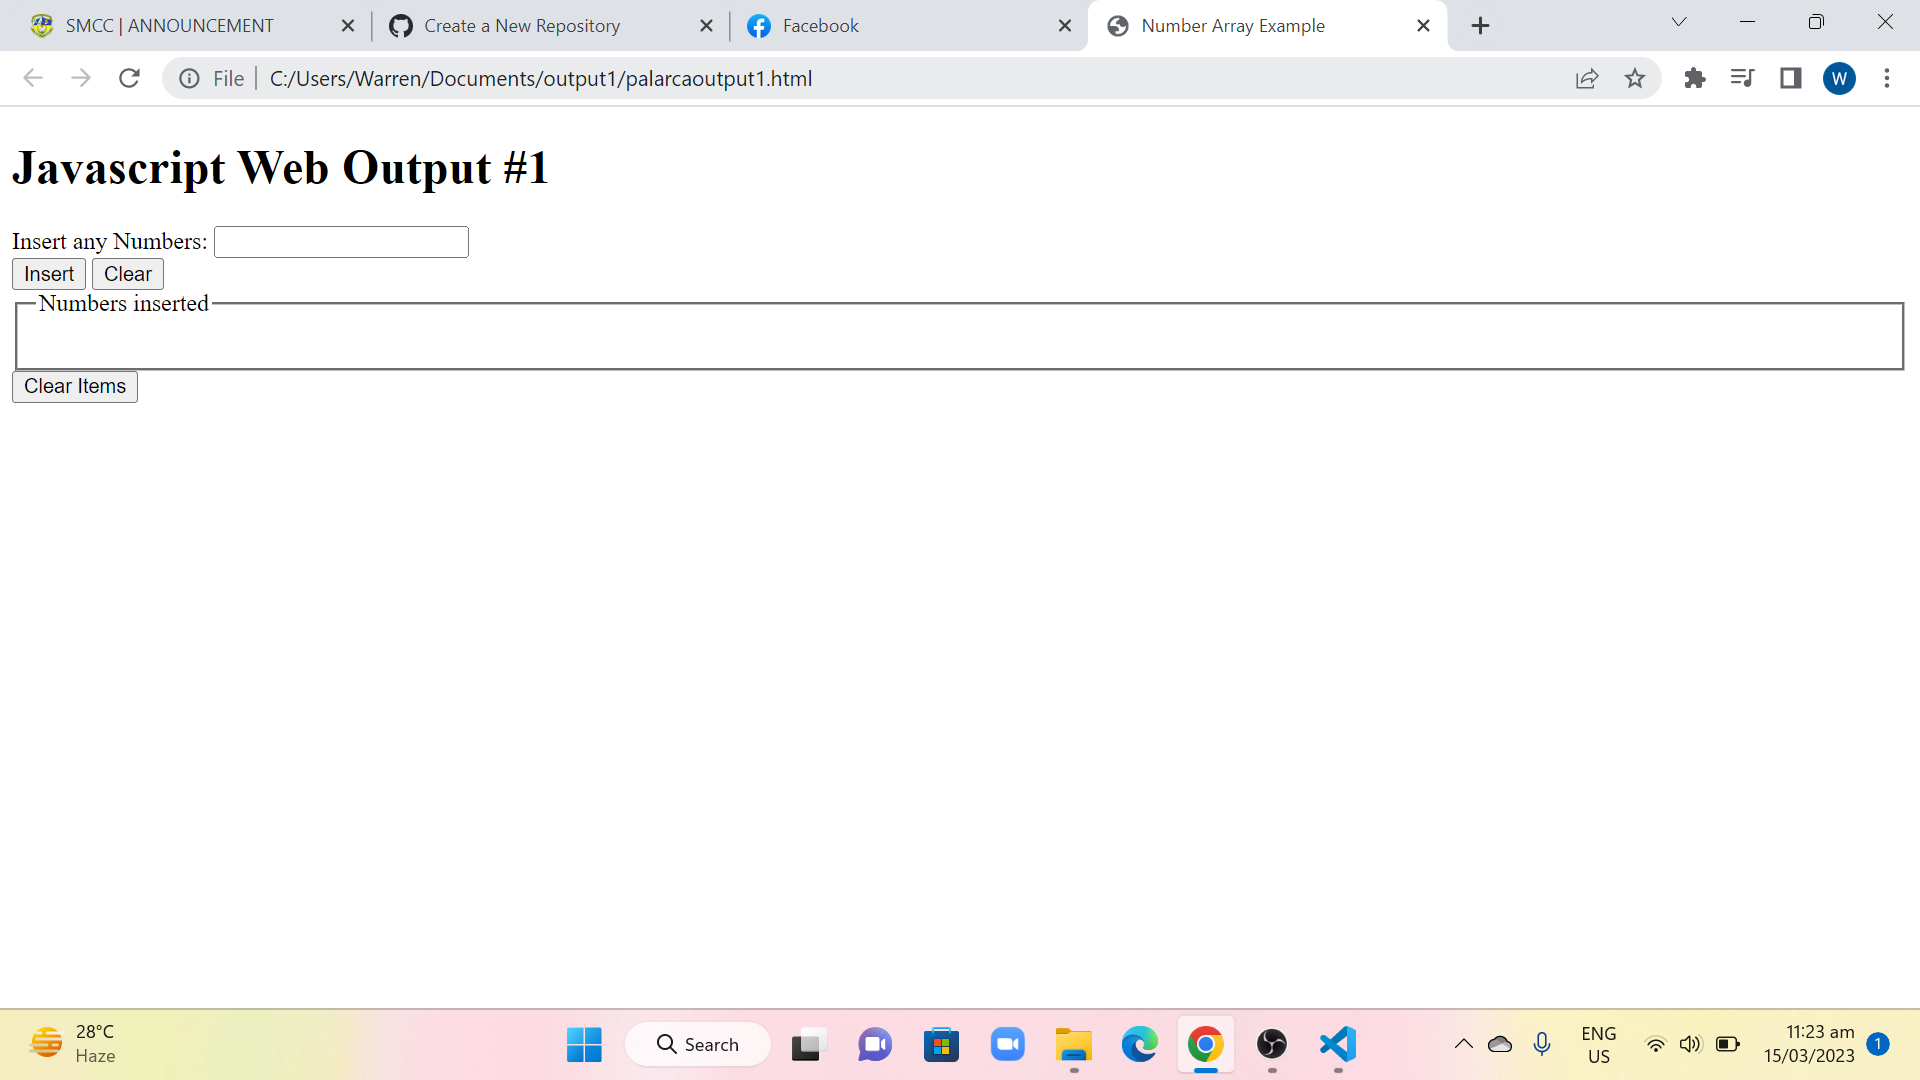 SMCC | ANNOUNCEMENT
Create a New Repository
Facebook
Number Array Example
File
C:/Users/Warren/Documents/output1/palarcaoutput1.html
W
Javascript Web Output #1
Insert any Numbers:
Insert Clear
Numbers inserted
Clear Items
28°C
Haze
Search
ENG
US
11:23 am
15/03/2023
1